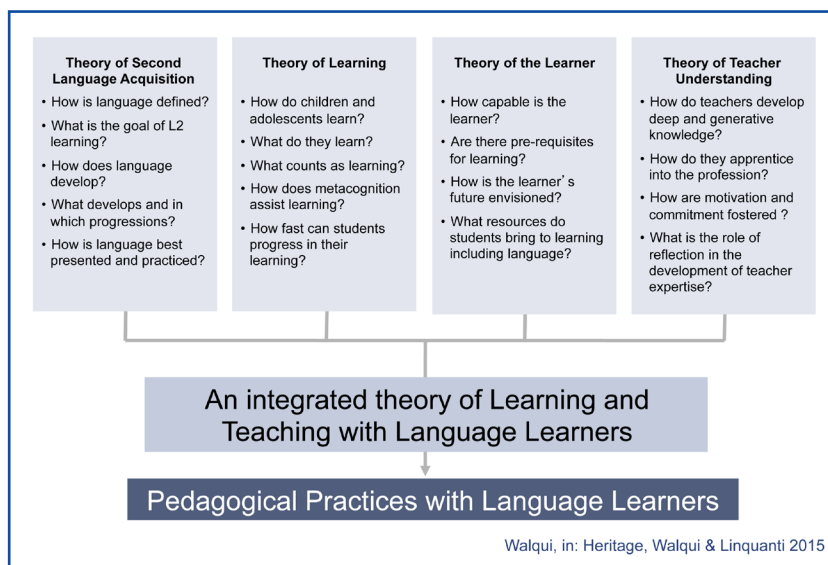 Theory of Second
Language Acquisition
• How is language defined?
• What is the goal of L2
learning?
• How does language
develop?
• What develops and in
which progressions?
• How is language best
presented and practiced?
Theory of Learning
• How do children and
adolescents learn?
• What do they learn?
• What counts as learning?
• How does metacognition
assist learning?
• How fast can students
progress in their
learning?
Theory of the Learner
• How capable is the
learner?
• Are there pre-requisites
for learning?
• How is the learner’s
future envisioned?
• What resources do
students bring to learning
including language?
Theory of Teacher
Understanding
• How do teachers develop
deep and generative
knowledge?
• How do they apprentice
into the profession?
• How are motivation and
commitment fostered ?
• What is the role of
reflection in the
development of teacher
expertise?
An integrated theory of Learning and
Teaching with Language Learners
Pedagogical Practices with Language Learners
Walqui, in: Heritage, Walqui & Linquanti 2015